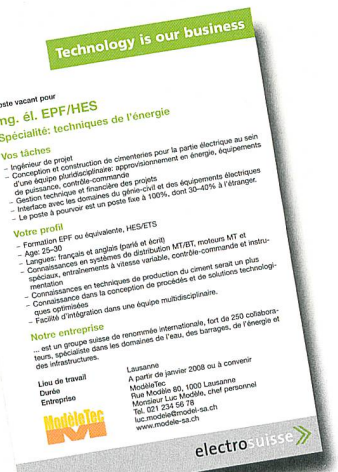 Technology is our business
oste vacant pour
ng. él. EPF/HES
Spécialité: techniques de l'énergie
Vos tâches
– Ingénieur de projet
– Conception et construction de cimenteries pour la partie électrique au sein
d'une équipe pluridisciplinaire: approvisionnement en énergie, équipements
de puissance, contrôle-commande
– Gestion technique et financière des projets
– Interface avec les domaines du génie-civil et des équipements électriques
– Le poste à pourvoir est un poste fixe à 100%, dont 30–40% à l'étranger.
Votre profil
– Formation EPF ou équivalente, HES/ETS
– Age: 25-30
– Langues: français et anglais (parlé et écrit)
– Connaissances en systèmes de distribution MT/BT, moteurs MT et
spéciaux, entraînements à vitesse variable, contrôle-commande et instru-
mentation
– Connaissances en techniques de production du ciment serait un plus
– Connaissance dans la conception de procédés et de solutions technologi-
ques optimisées
– Facilité d'intégration dans une équipe multidisciplinaire.
Notre entreprise
... est un groupe suisse de renommée internationale, fort de 250 collabora-
teurs, spécialiste dans les domaines de l'eau, des barrages, de l'énergie et
des infrastructures.
Lieu de travail Lausanne
Durée A partir de janvier 2008 ou à convenir
Entreprise ModèleTec
Rue Modèle 80, 1000 Lausanne
Monsieur Luc Modèle, chef personnel
Tel. 021 234 56 78
luc.modele@model-sa.ch
www.modele-sa.ch
ModèleTec
electrosuisse